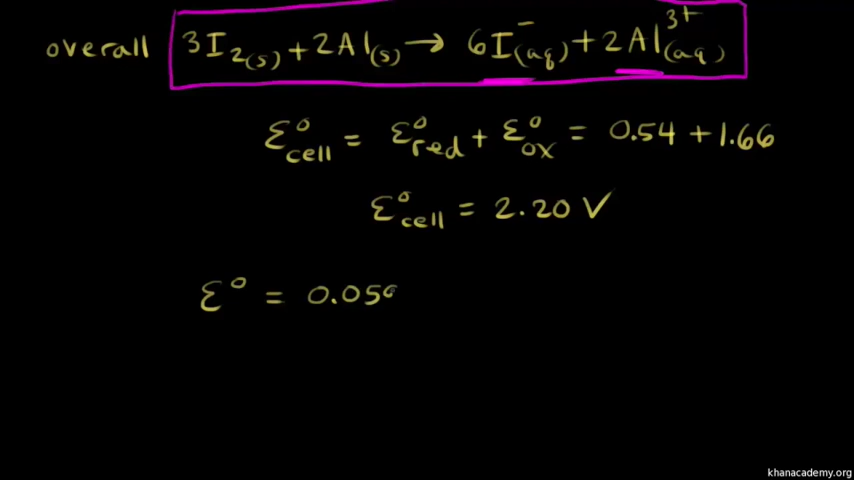 overall 3I₂(s) + 2Al(s) → 6I⁻(aq) + 2Al³⁺(aq)
ε°cell = ε°red + ε°ox = 0.54 + 1.66
ε°cell = 2.20 V
ε° = 0.05
khanacademy.org